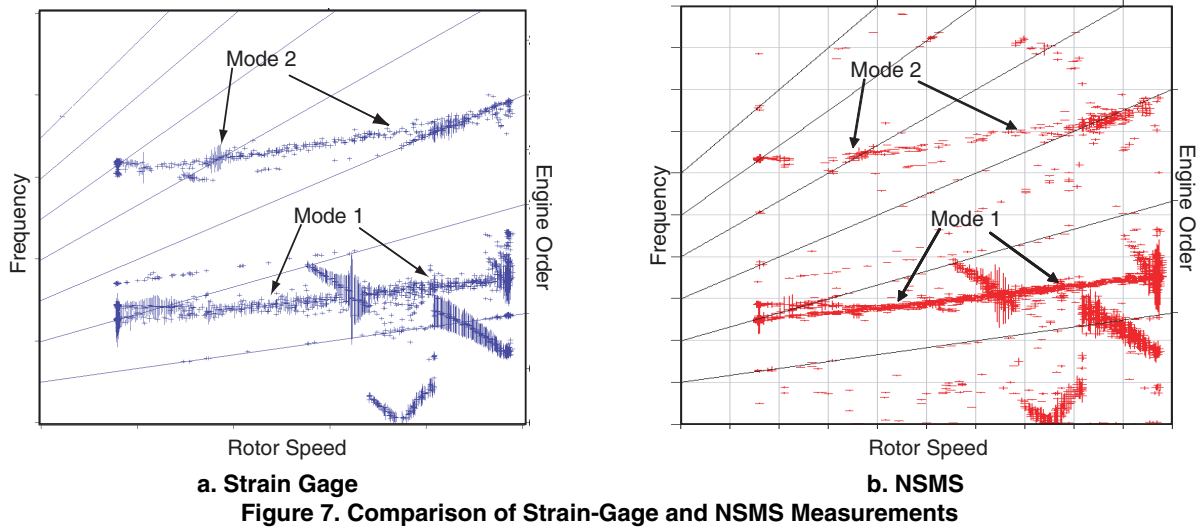 Mode 2
Mode 1
Frequency
Engine Order
Rotor Speed
a. Strain Gage
Mode 2
Mode 1
Frequency
Engine Order
Rotor Speed
b. NSMS
Figure 7. Comparison of Strain-Gage and NSMS Measurements